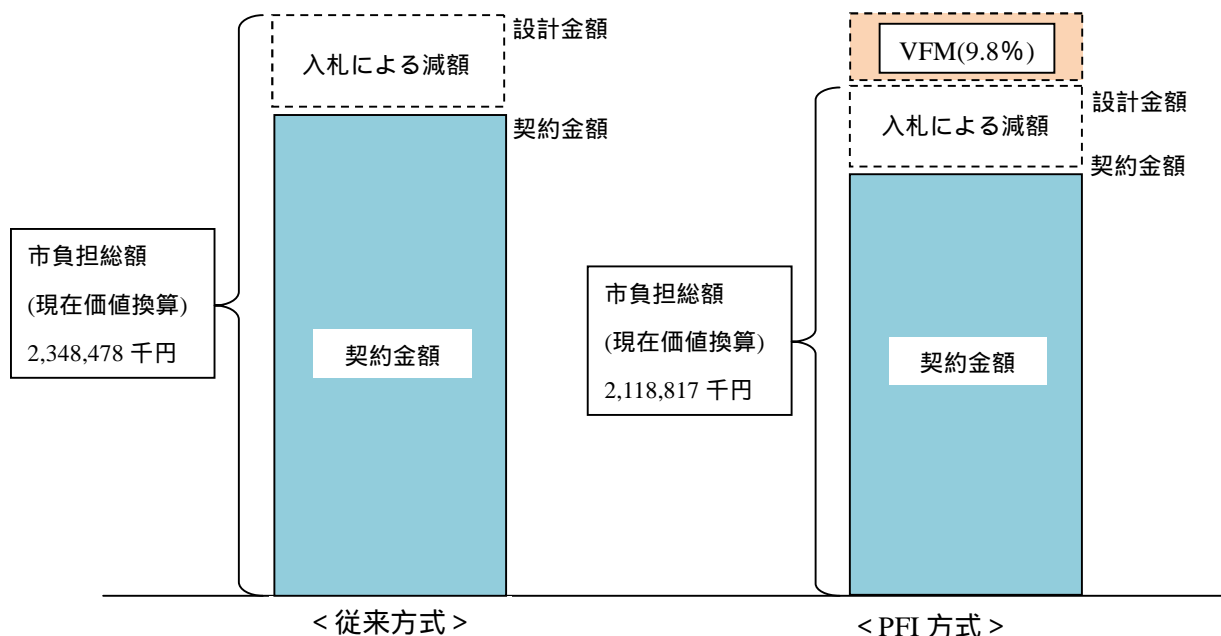 設計金額
入札による減額
契約金額
市負担総額
(現在価値換算)
2,348,478 千円
契約金額
<従来方式>
VFM(9.8%)
設計金額
入札による減額
契約金額
市負担総額
(現在価値換算)
2,118,817 千円
契約金額
<PFI 方式>